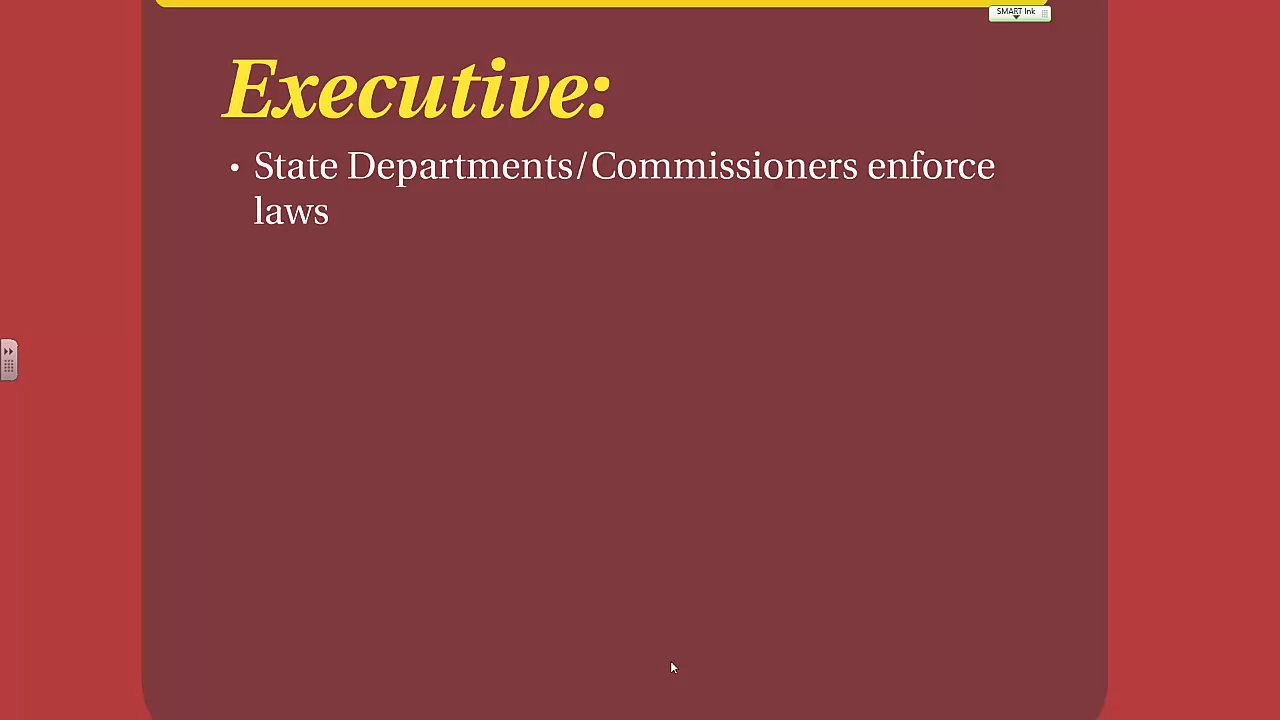 SMART Ink
Executive:
• State Departments/Commissioners enforce
laws